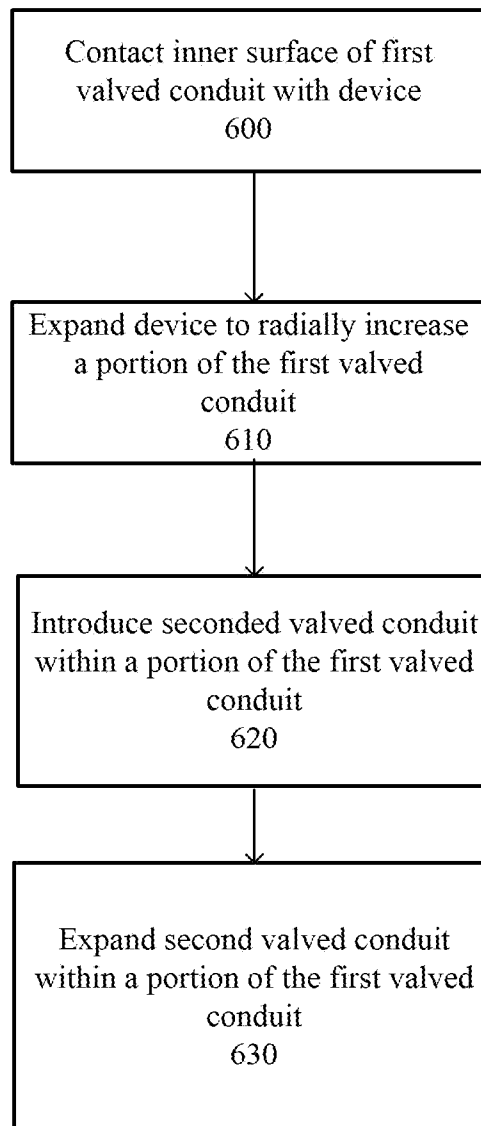 Contact inner surface of first
valved conduit with device
600
Expand device to radially increase
a portion of the first valved
conduit
610
Introduce seconded valved conduit
within a portion of the first valved
conduit
620
Expand second valved conduit
within a portion of the first valved
conduit
630